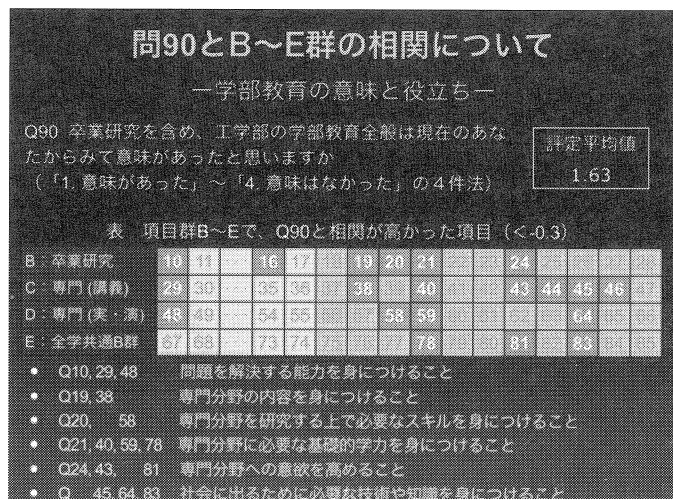 問90とB～E群の相関について
―学部教育の意味と役立ち―
Q90 卒業研究を含め、工学部の学部教育全般は現在のあな
たからみて意味があったと思いますか
（「1. 意味があった」～「4. 意味はなかった」の４件法）
評定平均値
1.63
表　項目群B～Eで、Q90と相関が高かった項目（<-0.3）
B：卒業研究 10 11 16 17 19 20 21 24
C：専門 (講義) 29 30 35 36 38 40 43 44 45 46 47
D：専門 (実・演) 48 49 54 55 58 59 64
E：全学共通B群 67 68 73 74 78 81 83
• Q10, 29, 48 問題を解決する能力を身につけること
• Q19, 38 専門分野の内容を身につけること
• Q20, 58 専門分野を研究する上で必要なスキルを身につけること
• Q21, 40, 59, 78 専門分野に必要な基礎的学力を身につけること
• Q24, 43, 81 専門分野への意欲を高めること
• Q 45, 64, 83 社会に出るために必要な技術や知識を身につけること